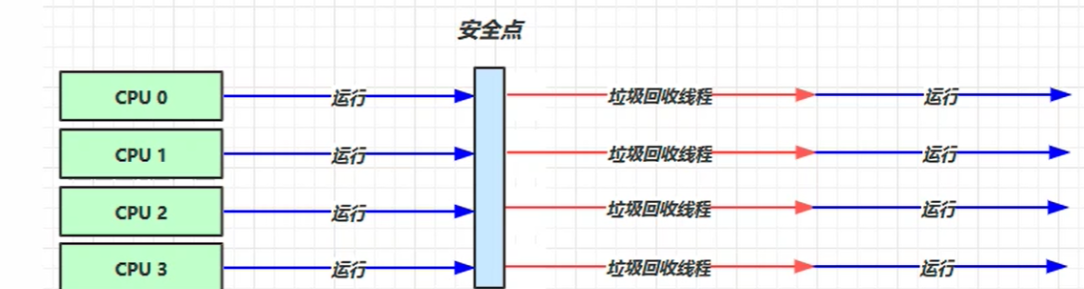 安全点
CPU 0 运行 垃圾回收线程 运行
CPU 1 运行 垃圾回收线程 运行
CPU 2 运行 垃圾回收线程 运行
CPU 3 运行 垃圾回收线程 运行